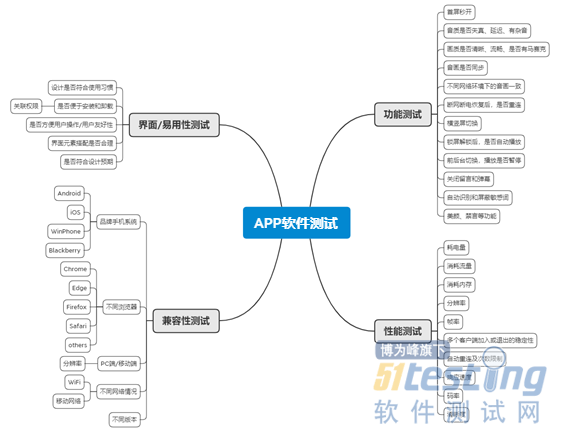 APP软件测试
界面/易用性测试
设计是否符合使用习惯
关联权限
是否便于安装和卸载
是否方便用户操作/用户友好性
界面元素搭配是否合理
是否符合设计预期
兼容性测试
品牌手机系统
Android
iOS
WinPhone
Blackberry
不同浏览器
Chrome
Edge
Firefox
Safari
others
PC端/移动端
分辨率
不同网络情况
WiFi
移动网络
不同版本
功能测试
首屏秒开
音质是否失真、延迟、有杂音
画质是否清晰、流畅、是否有马赛克
音画是否同步
不同网络环境下的音画一致
断网断电恢复后，是否重连
横竖屏切换
锁屏解锁后，是否自动播放
前后台切换，播放是否暂停
关闭留言和弹幕
自动识别和屏蔽敏感词
美颜、禁言等功能
性能测试
耗电量
消耗流量
消耗内存
分辨率
帧率
多个客户端加入或退出的稳定性
自动重连及次数限制
码率
博为峰旗下
51testing
软件测试网